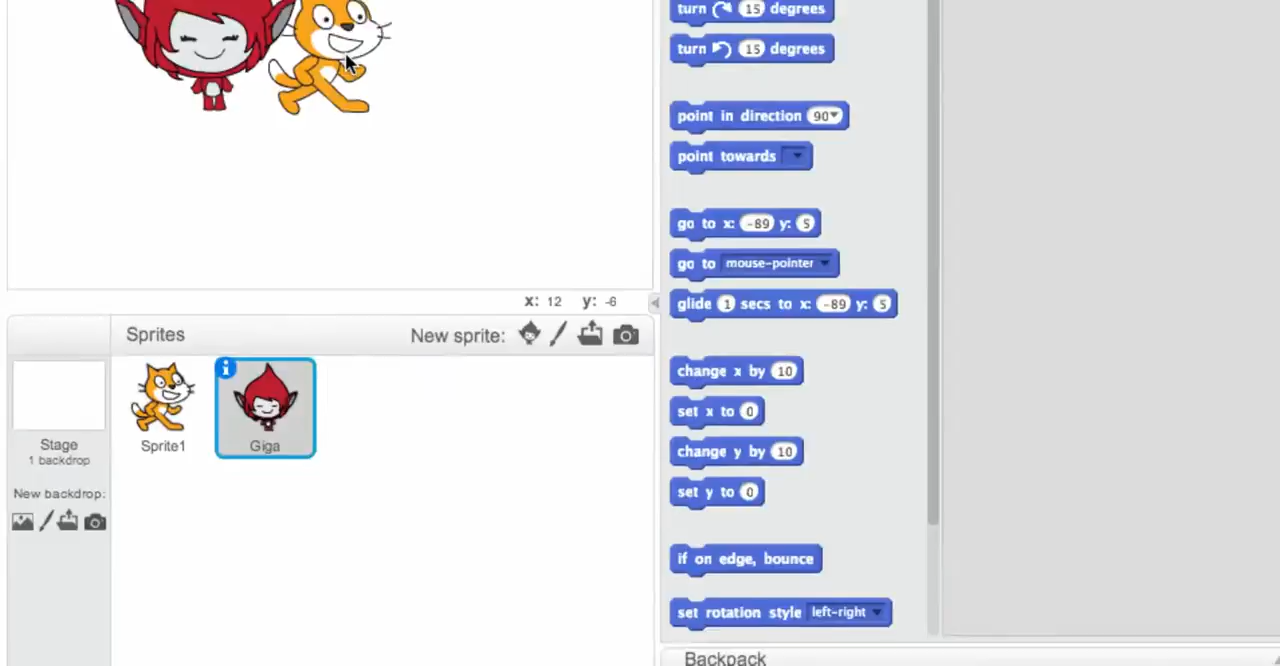 turn 15 degrees
turn 15 degrees
point in direction 90
point towards
go to x: -89 y: 5
go to mouse-pointer
glide 1 secs to x: -89 y: 5
change x by 10
set x to 0
change y by 10
set y to 0
if on edge, bounce
set rotation style left-right
Backpack
x: 12 y: -6
Sprites
New sprite:
i
Sprite1
Giga
Stage
1 backdrop
New backdrop: